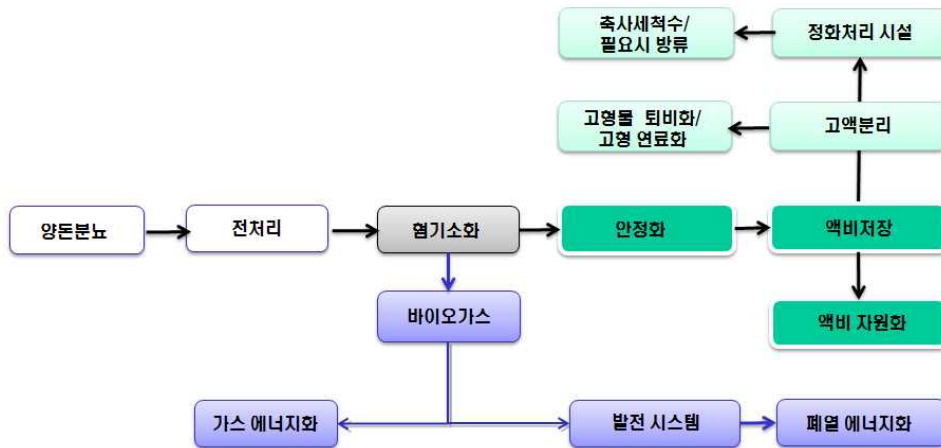 축사세척수/
필요시 방류
정화처리 시설
고형물 퇴비화/
고형 연료화
고액분리
양돈분뇨
전처리
혐기소화
안정화
액비저장
바이오가스
액비 자원화
가스 에너지화
발전 시스템
폐열 에너지화